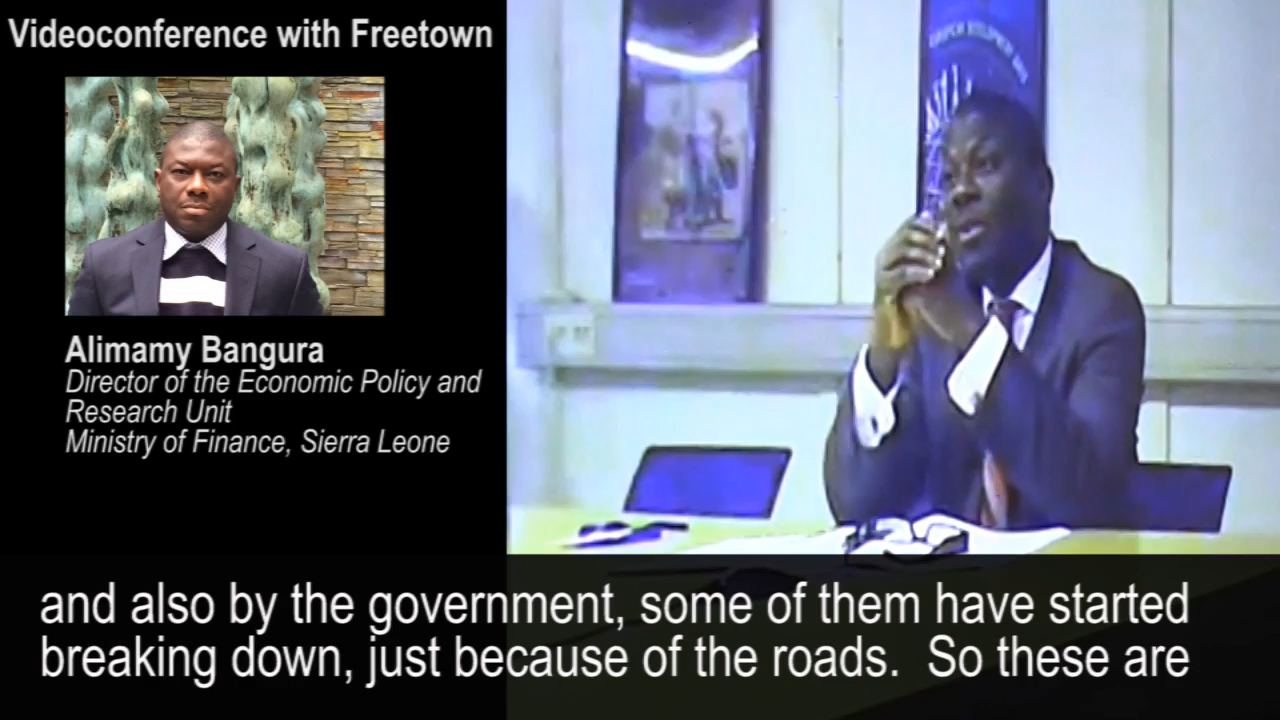 Videoconference with Freetown
Alimamy Bangura
Director of the Economic Policy and
Research Unit
Ministry of Finance, Sierra Leone
and also by the government, some of them have started
breaking down, just because of the roads.  So these are